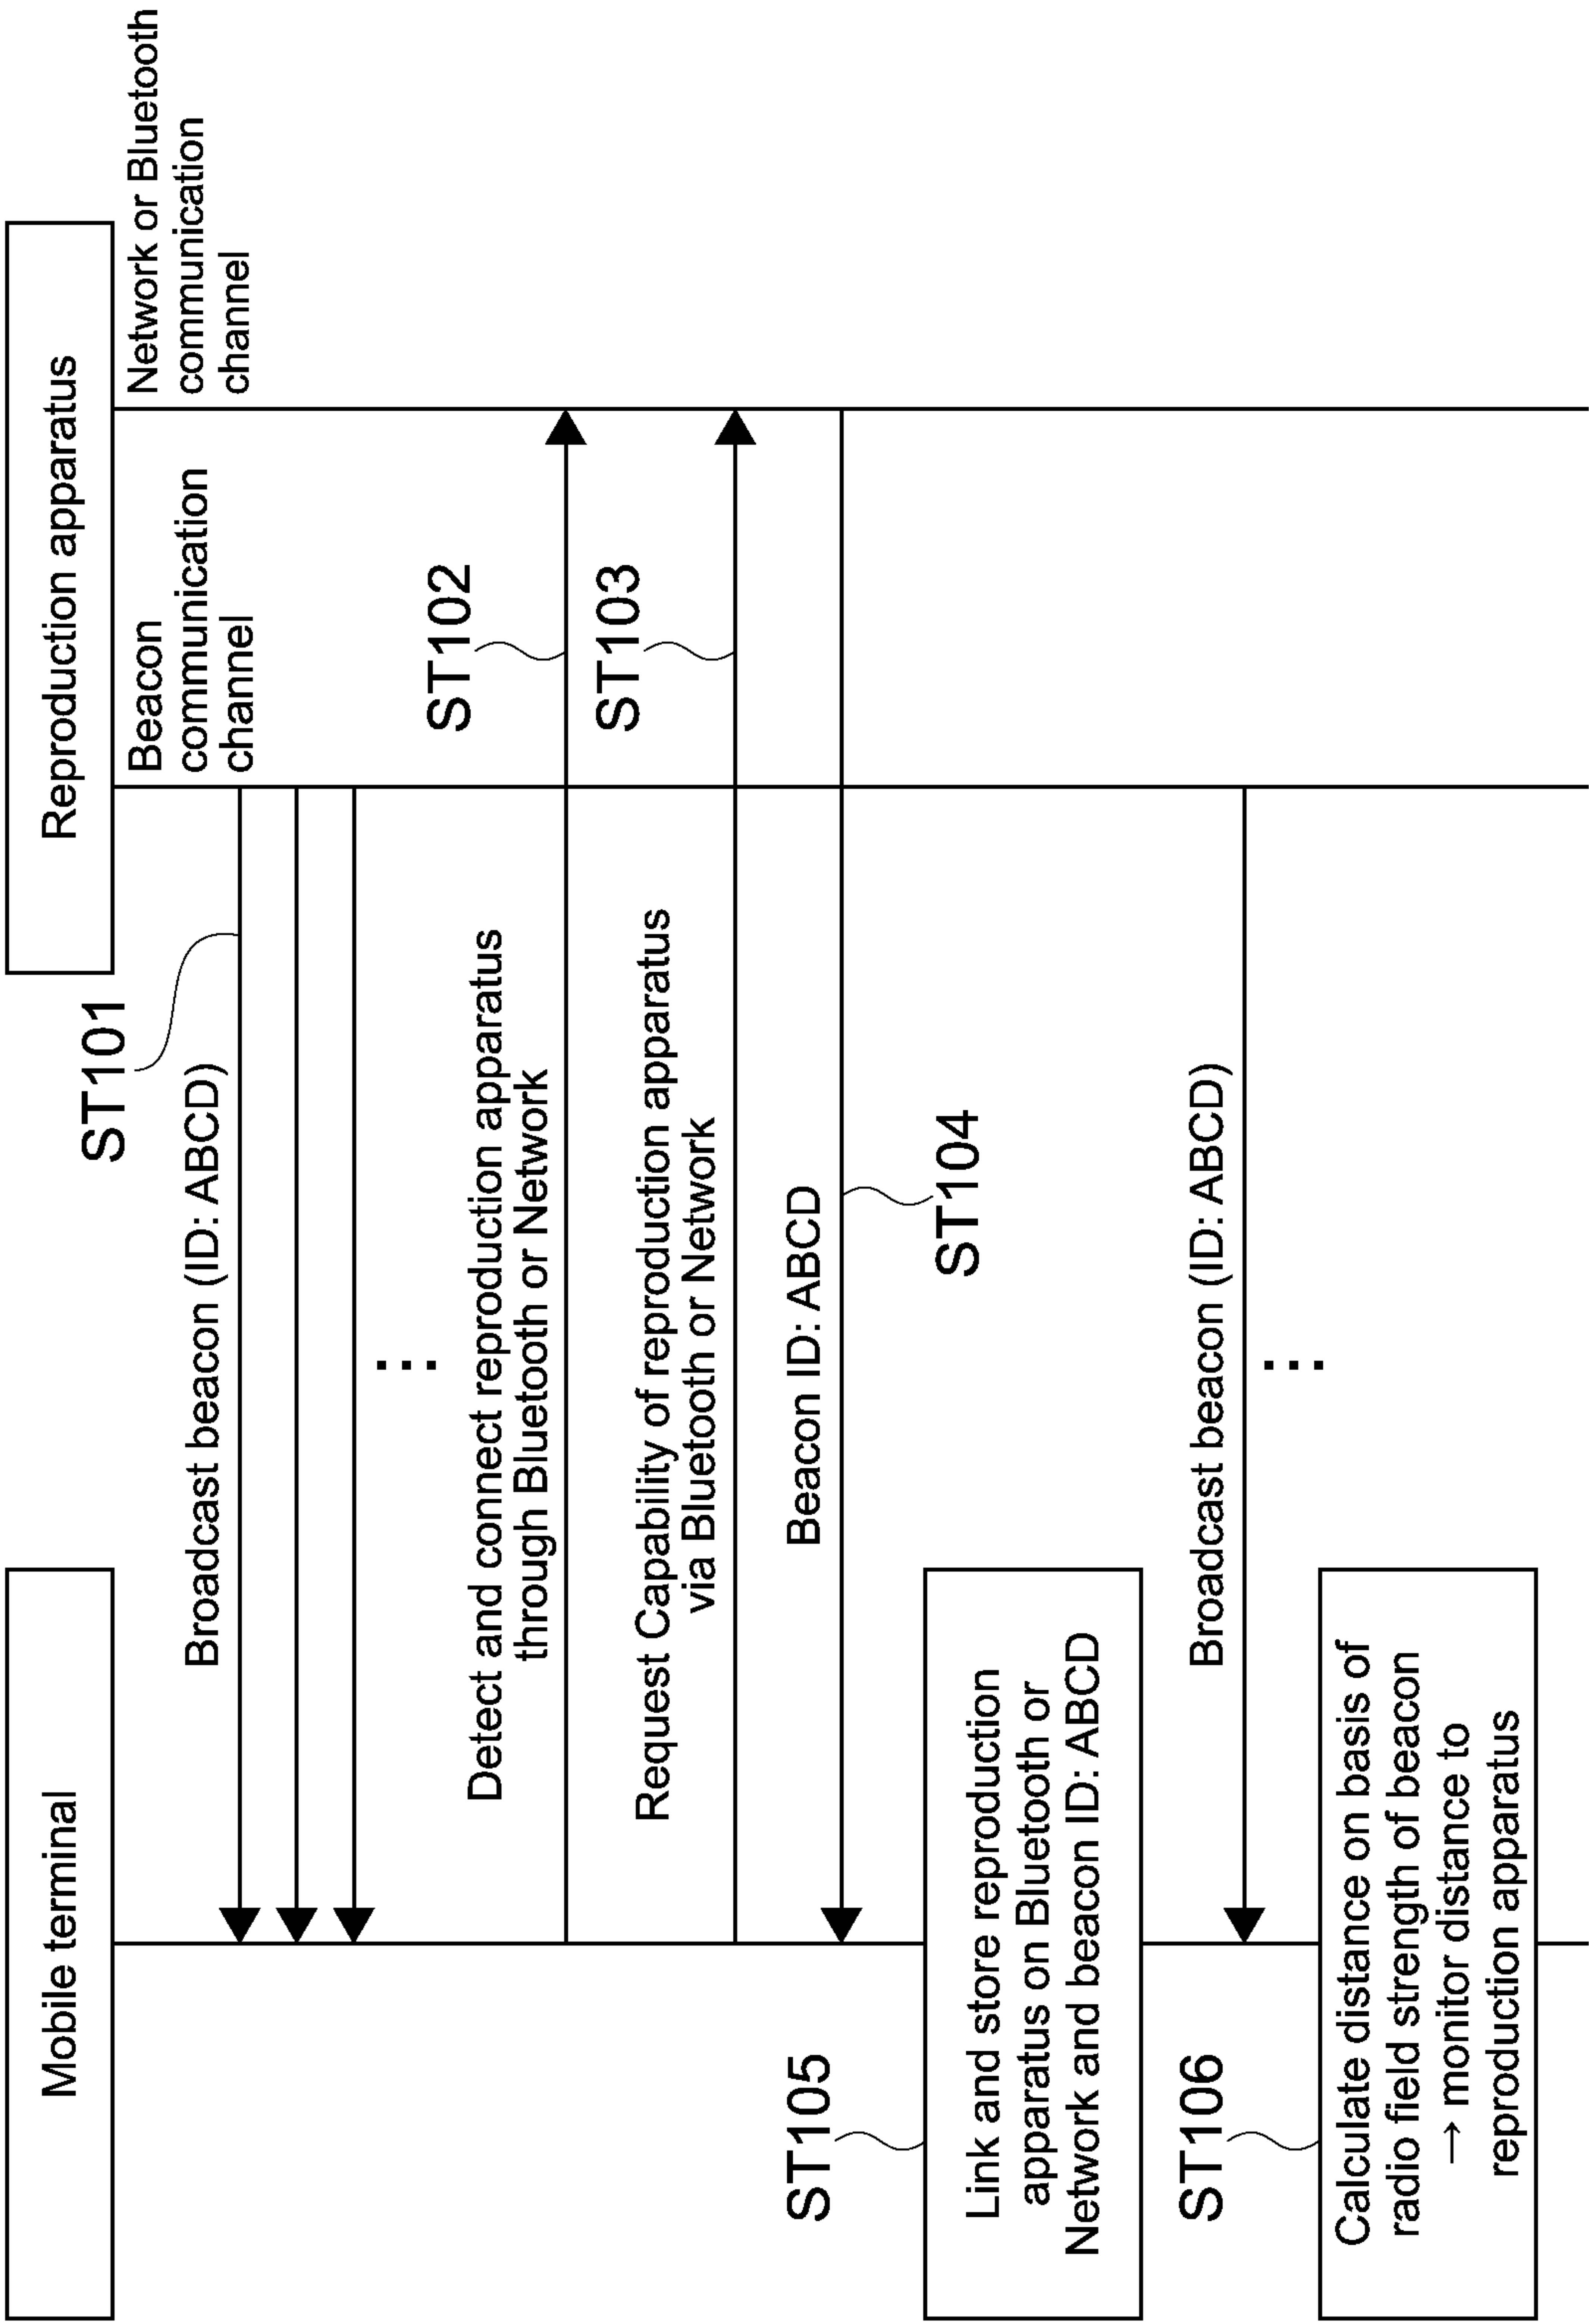 Mobile terminal
Reproduction apparatus
Beacon
communication
channel
Network or Bluetooth
communication
channel
ST101
Broadcast beacon (ID: ABCD)
...
ST102
Detect and connect reproduction apparatus
through Bluetooth or Network
ST103
Request Capability of reproduction apparatus
via Bluetooth or Network
Beacon ID: ABCD
ST104
ST105
Link and store reproduction
apparatus on Bluetooth or
Network and beacon ID: ABCD
Broadcast beacon (ID: ABCD)
...
ST106
Calculate distance on basis of
radio field strength of beacon
→ monitor distance to
reproduction apparatus